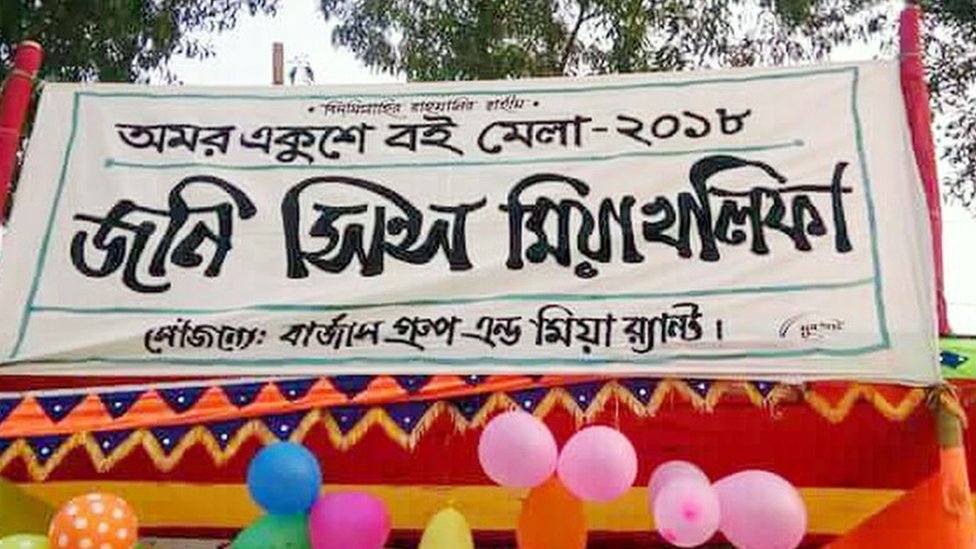 বিসমিল্লাহির রাহমানির রাহীম
অমর একুশে বই মেলা-২০১৮
জনি সিন্স মিয়াখলিফা
সৌজন্যে: বার্জাস গ্রুপ এন্ড মিয়া র‍্যান্ট।